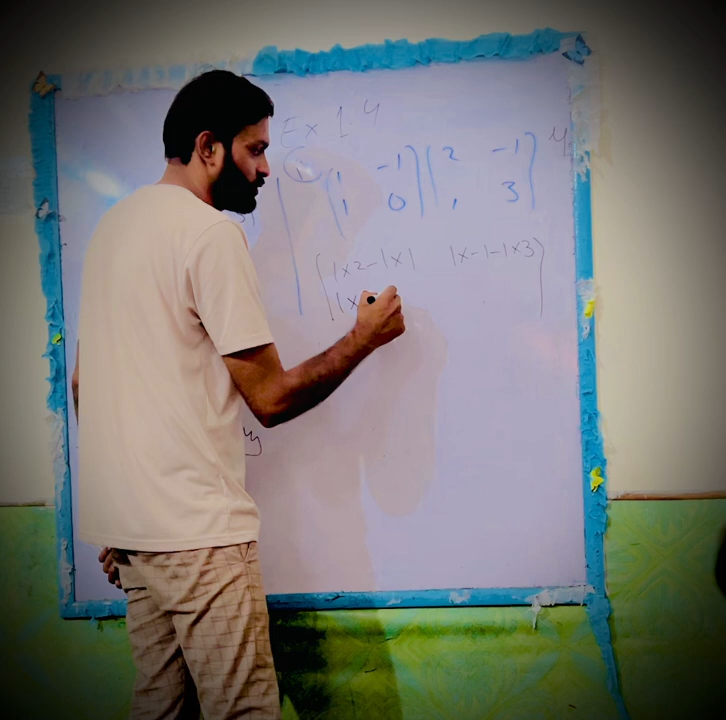 Ex 1.4
(1) (1 -1) (2 -1)
(1 0) (1 3)
(1x2-1x1 1x-1-1x3)
(1x